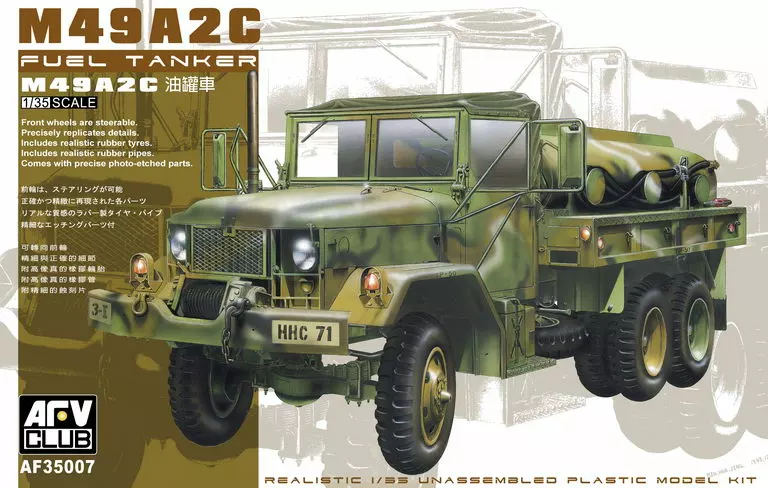 M49A2C
FUEL TANKER
M49A2C 油罐車
1/35 SCALE
Front wheels are steerable.
Precisely replicates details.
Includes realistic rubber tyres.
Includes realistic rubber pipes.
Comes with precise photo-etched parts.
前輪は、ステアリングが可能
正確かつ精緻に再現された各パーツ
リアルな質感のラバー製タイヤ・パイプ
精細なエッチングパーツ付
可轉向前輪
精細與正確的細節
附高像真的橡膠輪胎
附高像真的橡膠管
附精細的蝕刻片
3-I
HHC 71
AFV
CLUB
AF35007
REALISTIC 1/35 UNASSEMBLED PLASTIC MODEL KIT